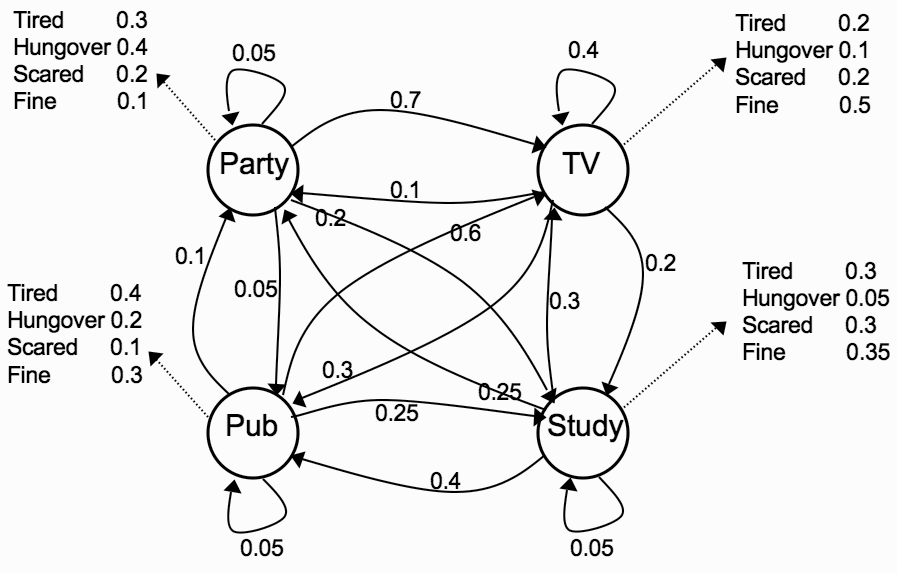 Tired 0.3
Hungover 0.4
Scared 0.2
Fine 0.1
0.05
0.4
Tired 0.2
Hungover 0.1
Scared 0.2
Fine 0.5
0.7
Party
TV
0.1
0.2
0.6
0.1
0.05
0.3
0.2
Tired 0.4
Hungover 0.2
Scared 0.1
Fine 0.3
Tired 0.3
Hungover 0.05
Scared 0.3
Fine 0.35
0.3
0.25
0.25
Pub
Study
0.4
0.05
0.05